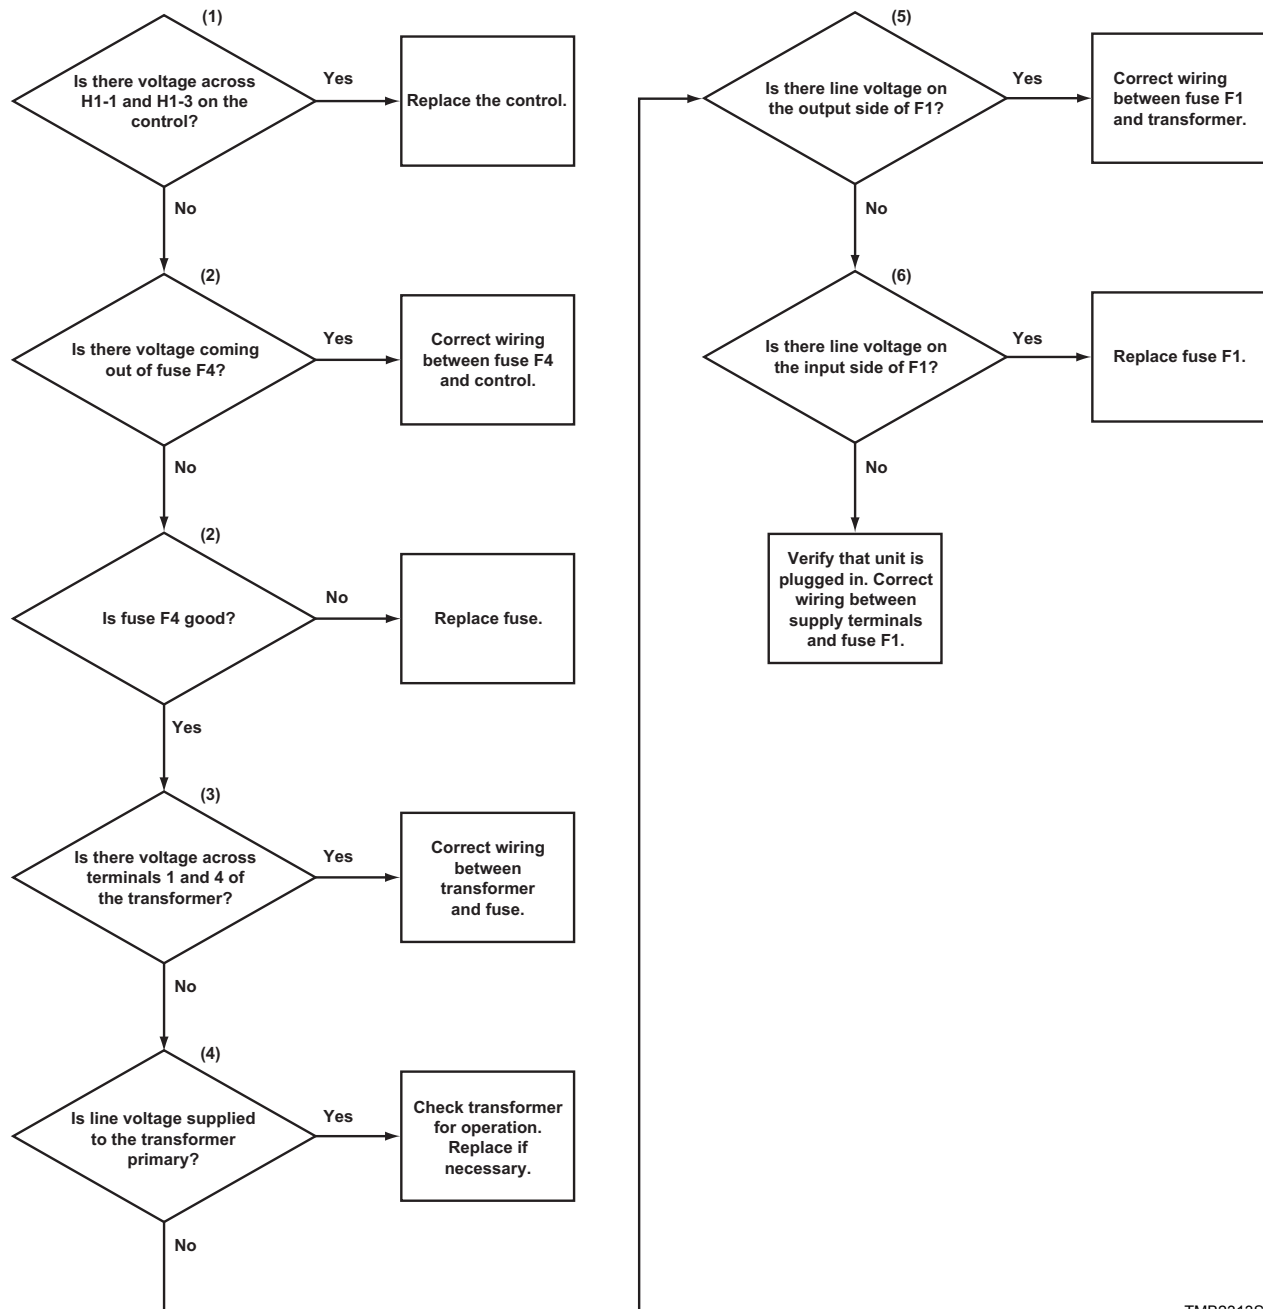 (1)
Is there voltage across
H1-1 and H1-3 on the
control?
Yes
Replace the control.
No
(2)
Is there voltage coming
out of fuse F4?
Yes
Correct wiring
between fuse F4
and control.
No
(2)
Is fuse F4 good?
No
Replace fuse.
Yes
(3)
Is there voltage across
terminals 1 and 4 of
the transformer?
Yes
Correct wiring
between
transformer
and fuse.
No
(4)
Is line voltage supplied
to the transformer
primary?
Yes
Check transformer
for operation.
Replace if
necessary.
No
(5)
Is there line voltage on
the output side of F1?
Yes
Correct wiring
between fuse F1
and transformer.
No
(6)
Is there line voltage on
the input side of F1?
Yes
Replace fuse F1.
No
Verify that unit is
plugged in. Correct
wiring between
supply terminals
and fuse F1.